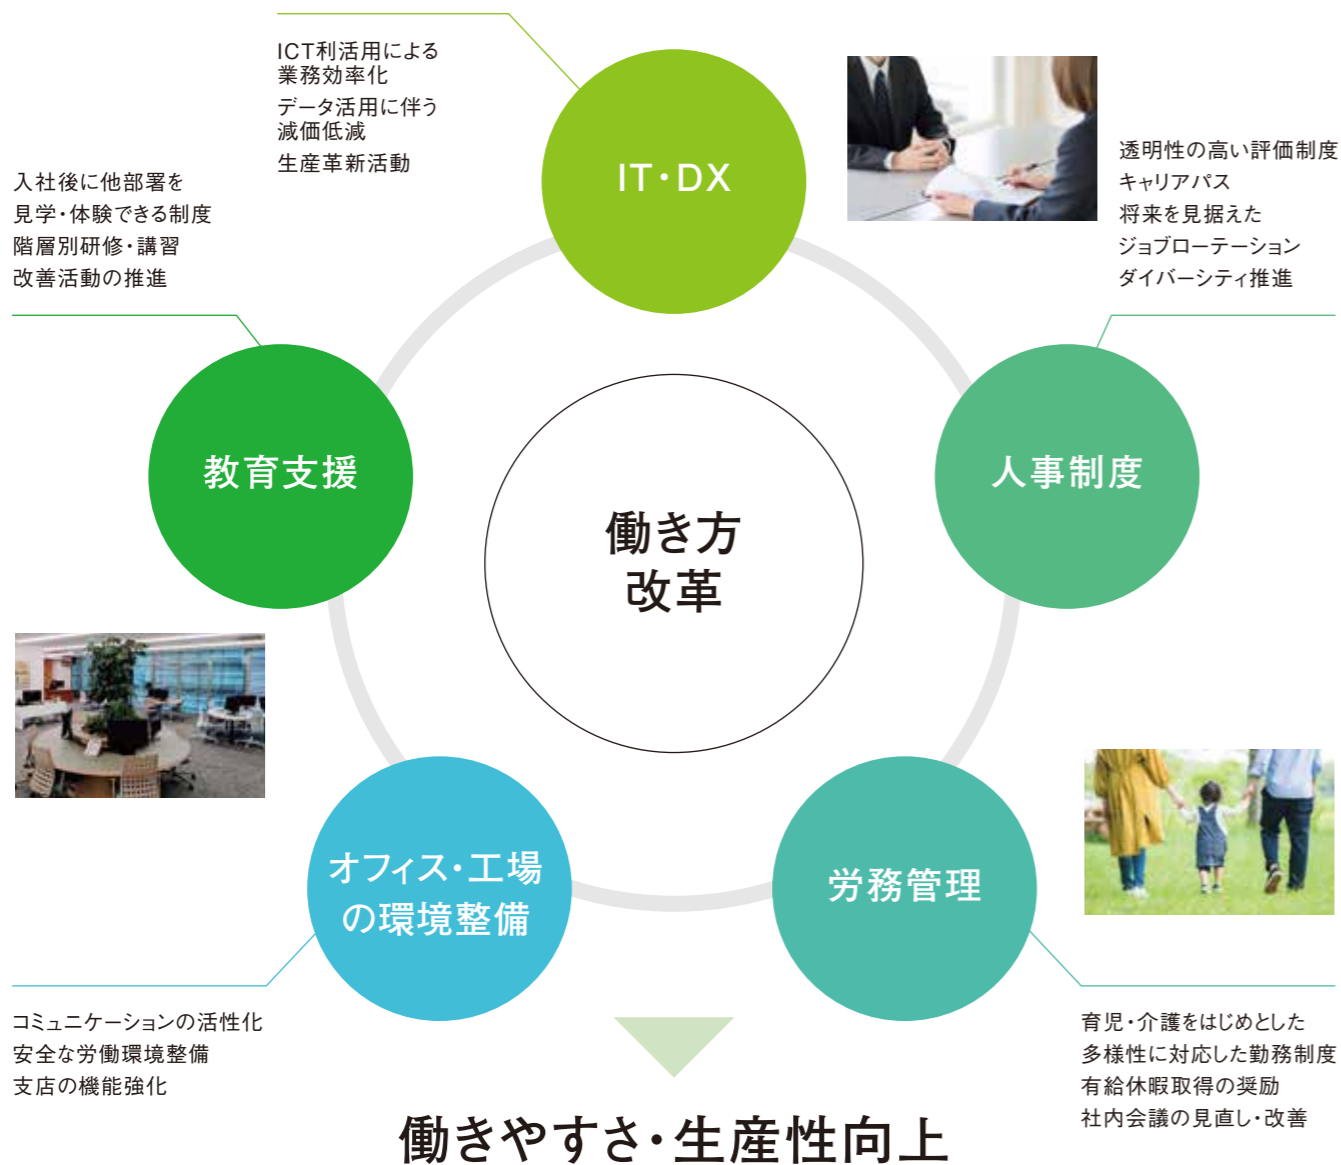 ICT利活用による
業務効率化
データ活用に伴う
減価低減
生産革新活動
IT・DX
透明性の高い評価制度
キャリアパス
将来を見据えた
ジョブローテーション
ダイバーシティ推進
入社後に他部署を
見学・体験できる制度
階層別研修・講習
改善活動の推進
教育支援
人事制度
働き方
改革
オフィス・工場
の環境整備
労務管理
コミュニケーションの活性化
安全な労働環境整備
支店の機能強化
育児・介護をはじめとした
多様性に対応した勤務制度
有給休暇取得の奨励
社内会議の見直し・改善
働きやすさ・生産性向上